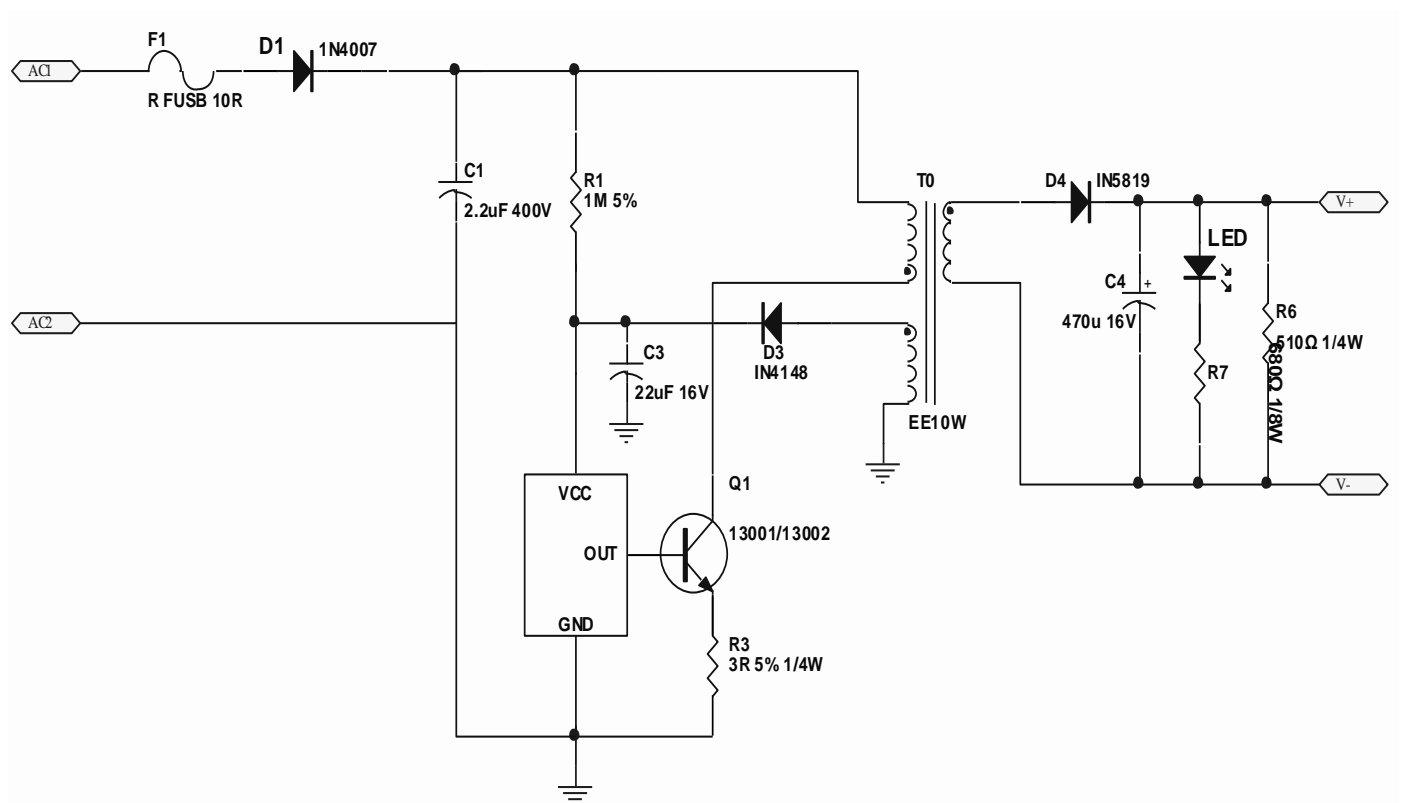 F1
D1
1N4007
AC1
R FUSB 10R
C1
2.2uF 400V
R1
1M 5%
T0
D4
IN5819
V+
LED
C4
+
470u 16V
R6
510Ω 1/4W
680Ω 1/8W
R7
AC2
C3
22uF 16V
D3
IN4148
EE10W
V-
VCC
OUT
GND
Q1
13001/13002
R3
3R 5% 1/4W